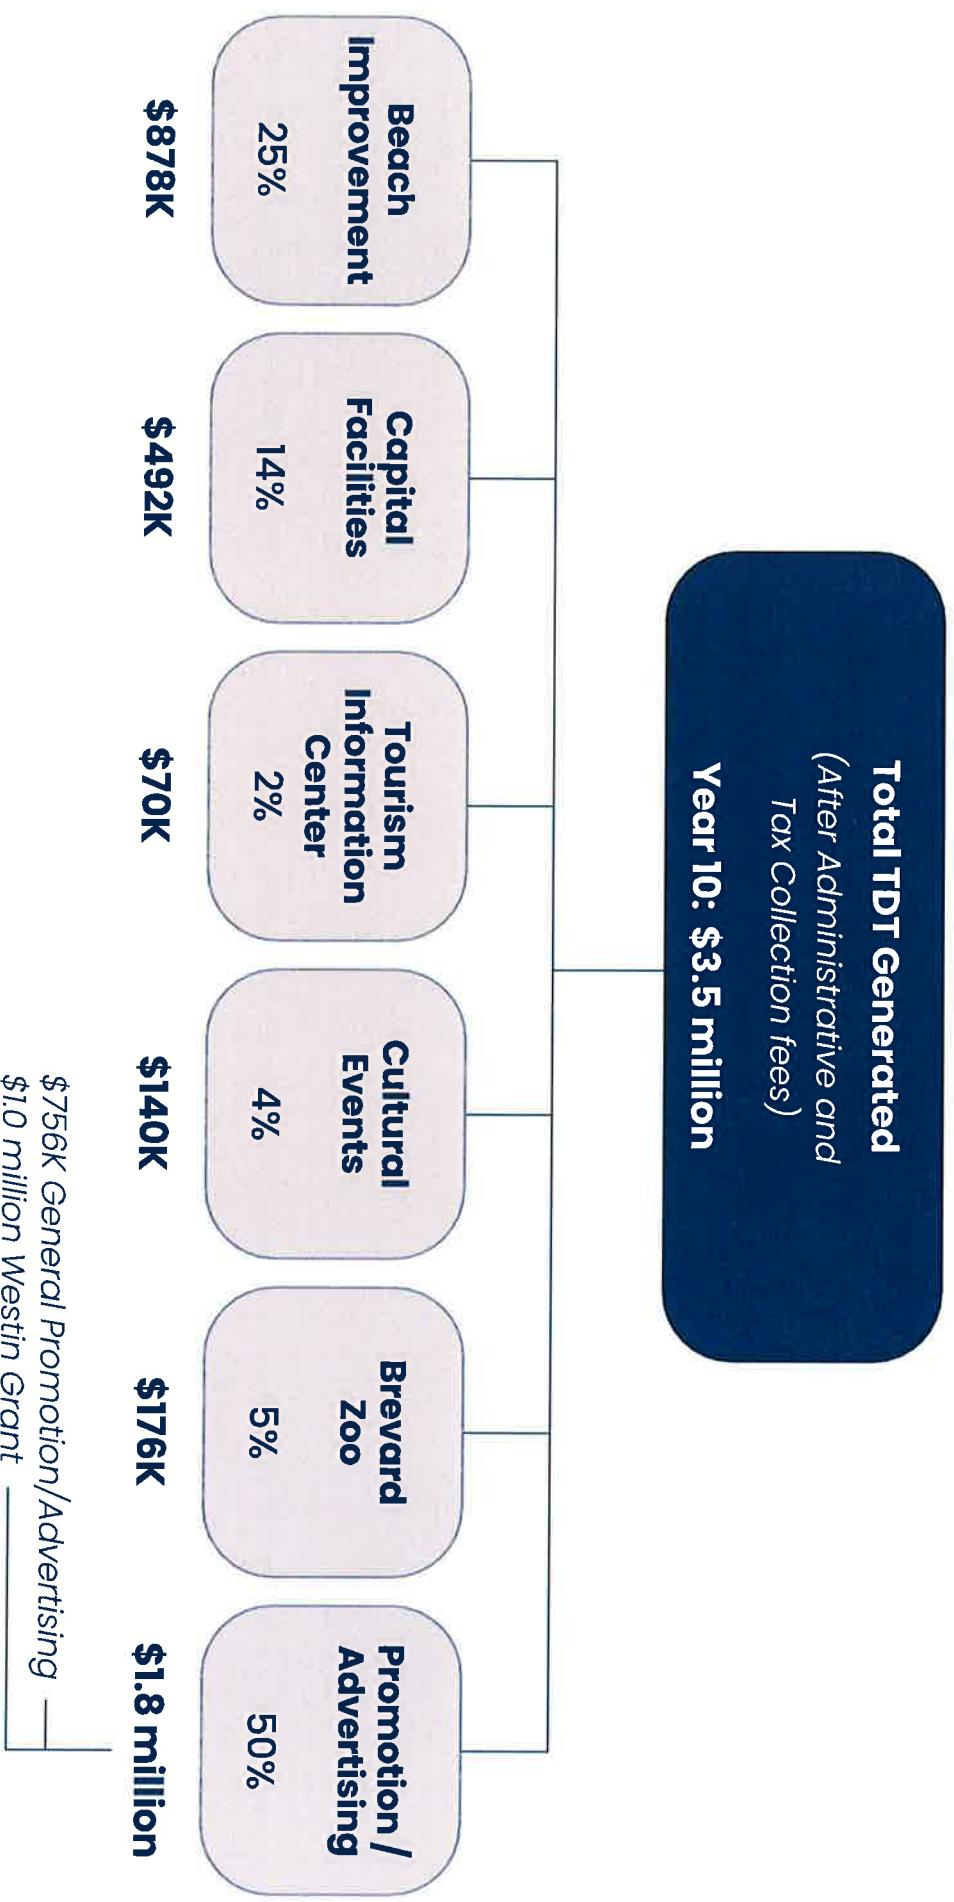 Total TDT Generated
(After Administrative and
Tax Collection fees)
Year 10: $3.5 million
Beach
Improvement
25%
$878K
Capital
Facilities
14%
$492K
Tourism
Information
Center
2%
$70K
Cultural
Events
4%
$140K
Brevard
Zoo
5%
$176K
Promotion/
Advertising
50%
$1.8 million
$756K General Promotion/Advertising
$1.0 million Westin Grant